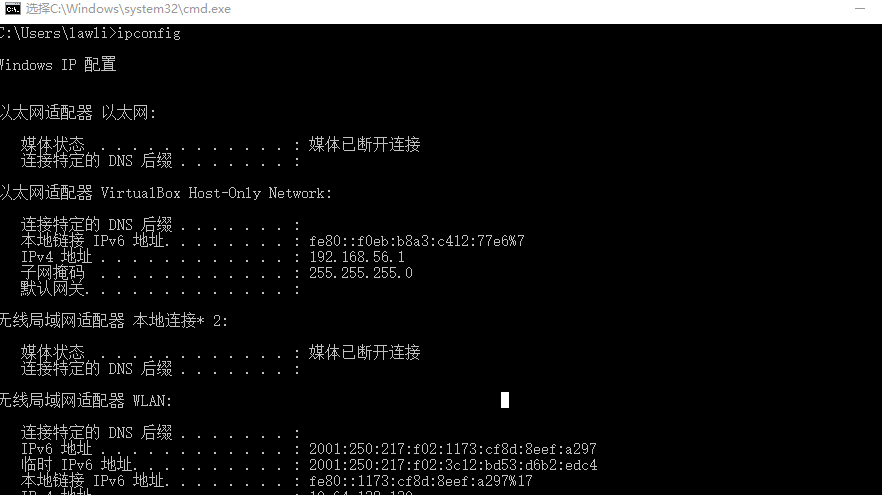 选择C:\Windows\system32\cmd.exe
C:\Users\lawli>ipconfig
Windows IP 配置
以太网适配器 以太网:
媒体状态 . . . . . . . . . . . . : 媒体已断开连接
连接特定的 DNS 后缀 . . . . . . . :
以太网适配器 VirtualBox Host-Only Network:
连接特定的 DNS 后缀 . . . . . . . :
本地链接 IPv6 地址. . . . . . . . : fe80::f0eb:b8a3:c412:77e6%7
IPv4 地址 . . . . . . . . . . . . : 192.168.56.1
子网掩码 . . . . . . . . . . . . : 255.255.255.0
默认网关. . . . . . . . . . . . . :
无线局域网适配器 本地连接* 2:
媒体状态 . . . . . . . . . . . . : 媒体已断开连接
连接特定的 DNS 后缀 . . . . . . . :
无线局域网适配器 WLAN:
连接特定的 DNS 后缀 . . . . . . . :
IPv6 地址 . . . . . . . . . . . . : 2001:250:217:f02:1173:cf8d:8eef:a297
临时 IPv6 地址. . . . . . . . . . : 2001:250:217:f02:3c12:bd53:d6b2:edc4
本地链接 IPv6 地址. . . . . . . . : fe80::1173:cf8d:8eef:a297%17